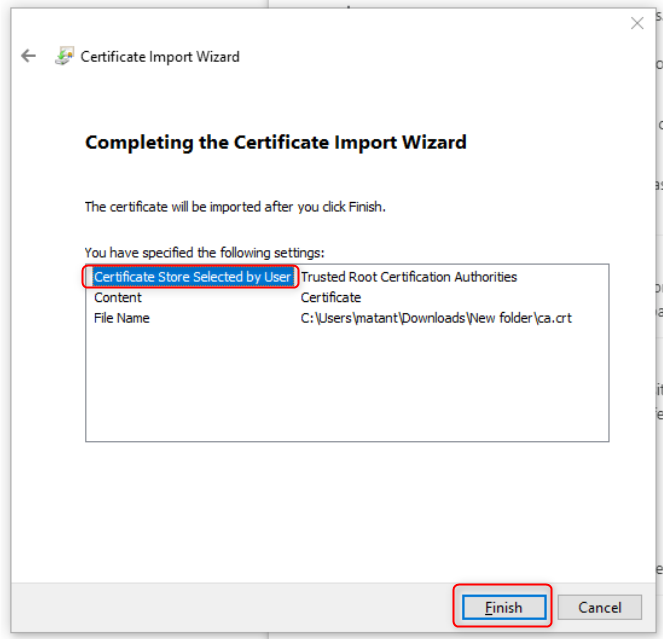 Certificate Import Wizard
Completing the Certificate Import Wizard
The certificate will be imported after you click Finish.
You have specified the following settings:
Certificate Store Selected by User Trusted Root Certification Authorities
Content Certificate
File Name C:\Users\matant\Downloads\New folder\ca.crt
Finish Cancel